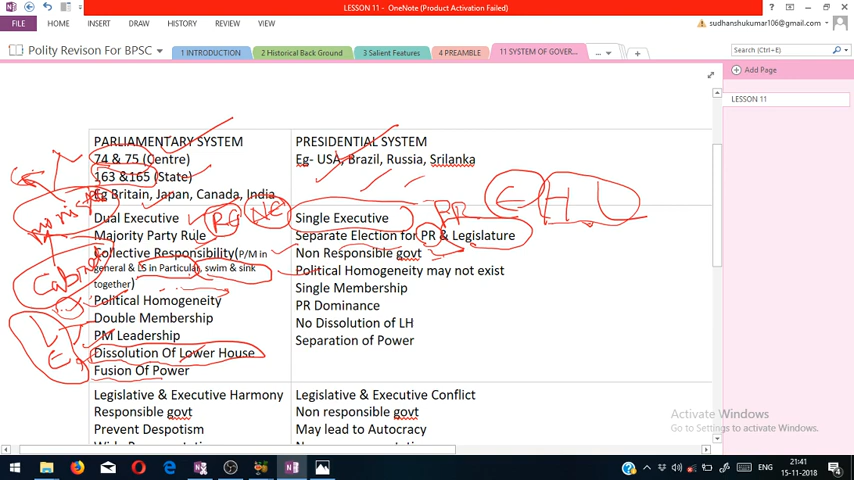 LESSON 11 - OneNote (Product Activation Failed)
FILE HOME INSERT DRAW HISTORY REVIEW VIEW
sudhanshukumar106@gmail.com
Polity Revison For BPSC
1 INTRODUCTION
2 Historical Back Ground
3 Salient Features
4 PREAMBLE
11 SYSTEM OF GOVER...
Search (Ctrl+E)
Add Page
LESSON 11
PARLIAMENTARY SYSTEM
74 & 75 (Centre)
163 &165 (State)
Eg Britain, Japan, Canada, India
PRESIDENTIAL SYSTEM
Eg- USA, Brazil, Russia, Srilanka
Dual Executive
Majority Party Rule
Collective Responsibility(P/M in
general & LS in Particular, swim & sink
together)
Political Homogeneity
Double Membership
PM Leadership
Dissolution Of Lower House
Fusion Of Power
Single Executive
Separate Election for PR & Legislature
Non Responsible govt
Political Homogeneity may not exist
Single Membership
PR Dominance
No Dissolution of LH
Separation of Power
Legislative & Executive Harmony
Responsible govt
Prevent Despotism
Legislative & Executive Conflict
Non responsible govt
May lead to Autocracy
PR
E
H
L
E
Activate Windows
Go to Settings to activate Windows.
ENG
21:41
15-11-2018